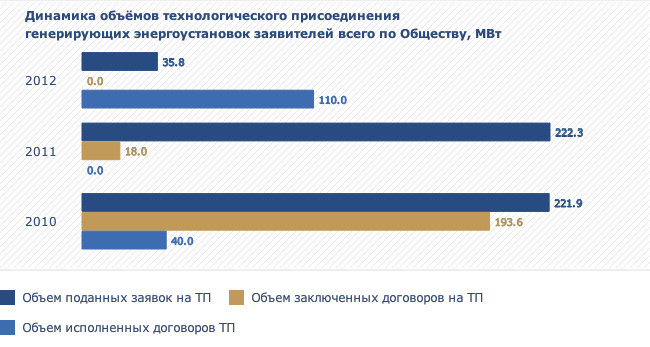 Динамика объёмов технологического присоединения
генерирующих энергоустановок заявителей всего по Обществу, МВт
35.8
2012
0.0
110.0
222.3
2011
18.0
0.0
221.9
2010
193.6
40.0
Объем поданных заявок на ТП
Объем заключенных договоров на ТП
Объем исполненных договоров ТП